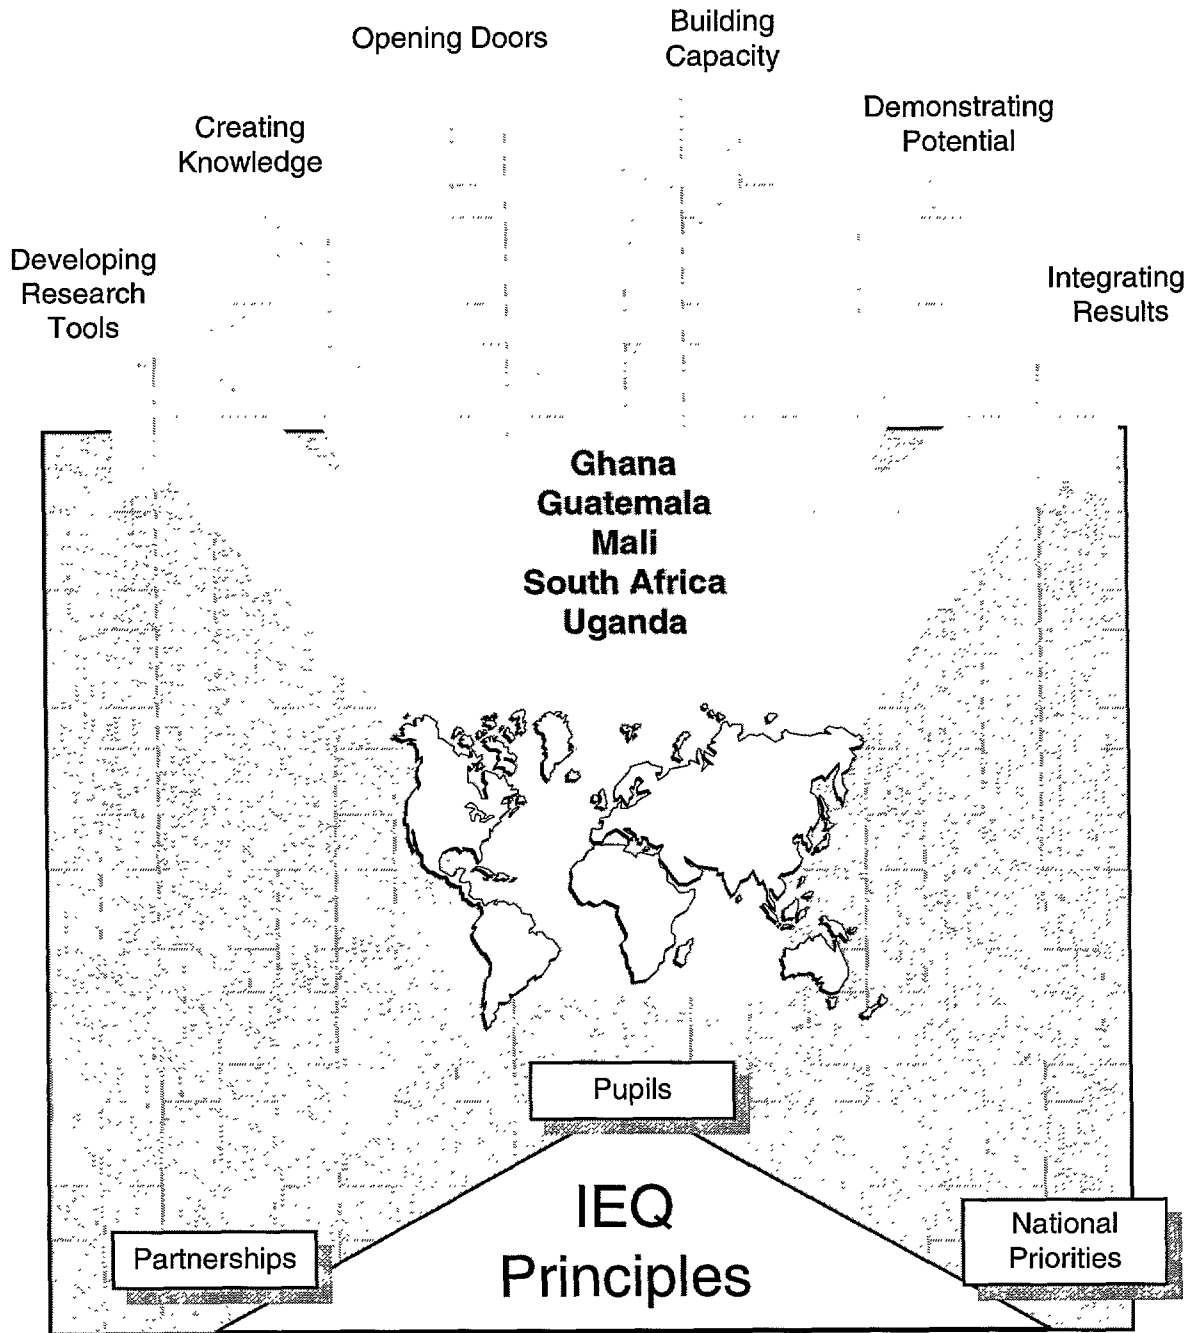 Opening Doors
Building
Capacity
Creating
Knowledge
Demonstrating
Potential
Developing
Research
Tools
Integrating
Results
Ghana
Guatemala
Mali
South Africa
Uganda
Pupils
IEQ
Principles
Partnerships
National
Priorities